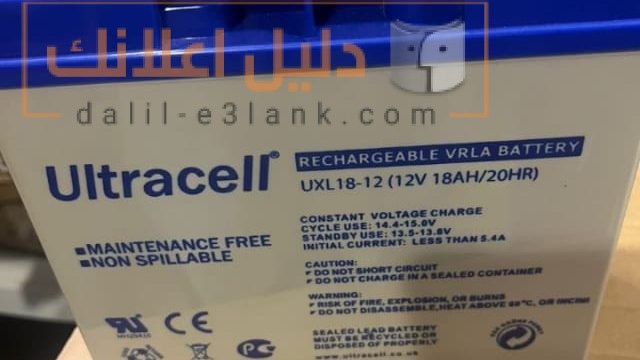 دليل اعلانك
dalil-e3lank.com
Ultracell®
RECHARGEABLE VRLA BATTERY
UXL18-12 (12V 18AH/20HR)
CONSTANT VOLTAGE CHARGE
CYCLE USE: 14.4-15.0V
STANDBY USE: 13.5-13.8V
INITIAL CURRENT: LESS THAN 5.4A
■MAINTENANCE FREE
■NON SPILLABLE
CAUTION:
DO NOT SHORT CIRCUIT
DO NOT CHARGE IN A SEALED CONTAINER
WARNING:
RISK OF FIRE, EXPLOSION, OR BURNS
DO NOT DISASSEMBLE, HEAT ABOVE OR INCINE
CE
SEALED LEAD BATTERY
MUST BE RECYCLED OR
DISPOSED OF PROPERLY
Pb
www.ultracell.co.uk